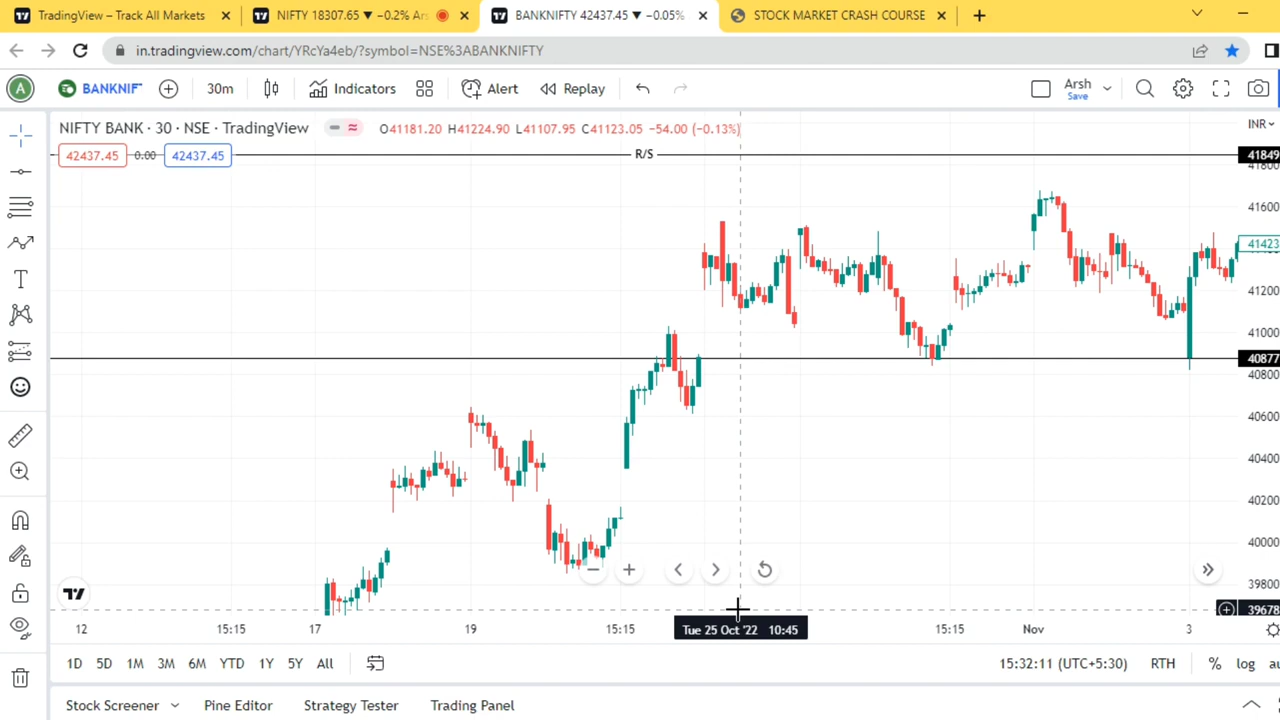 TradingView – Track All Markets
NIFTY 18307.65 ▼ −0.2% Ars
BANKNIFTY 42437.45 ▼ −0.05%
STOCK MARKET CRASH COURSE
in.tradingview.com/chart/YRcYa4eb/?symbol=NSE%3ABANKNIFTY
A
BANKNIF
30m
Indicators
Alert
Replay
Arsh
Save
NIFTY BANK · 30 · NSE · TradingView
O41181.20 H41224.90 L41107.95 C41123.05 −54.00 (−0.13%)
INR
42437.45
0.00
42437.45
R/S
41849
41800
41600
41423
41200
41000
40877
40800
40600
40400
40200
40000
39800
39678
12
15:15
17
19
15:15
Tue 25 Oct '22 10:45
15:15
Nov
3
1D 5D 1M 3M 6M YTD 1Y 5Y All
15:32:11 (UTC+5:30)
RTH
%
log
au
Stock Screener
Pine Editor
Strategy Tester
Trading Panel